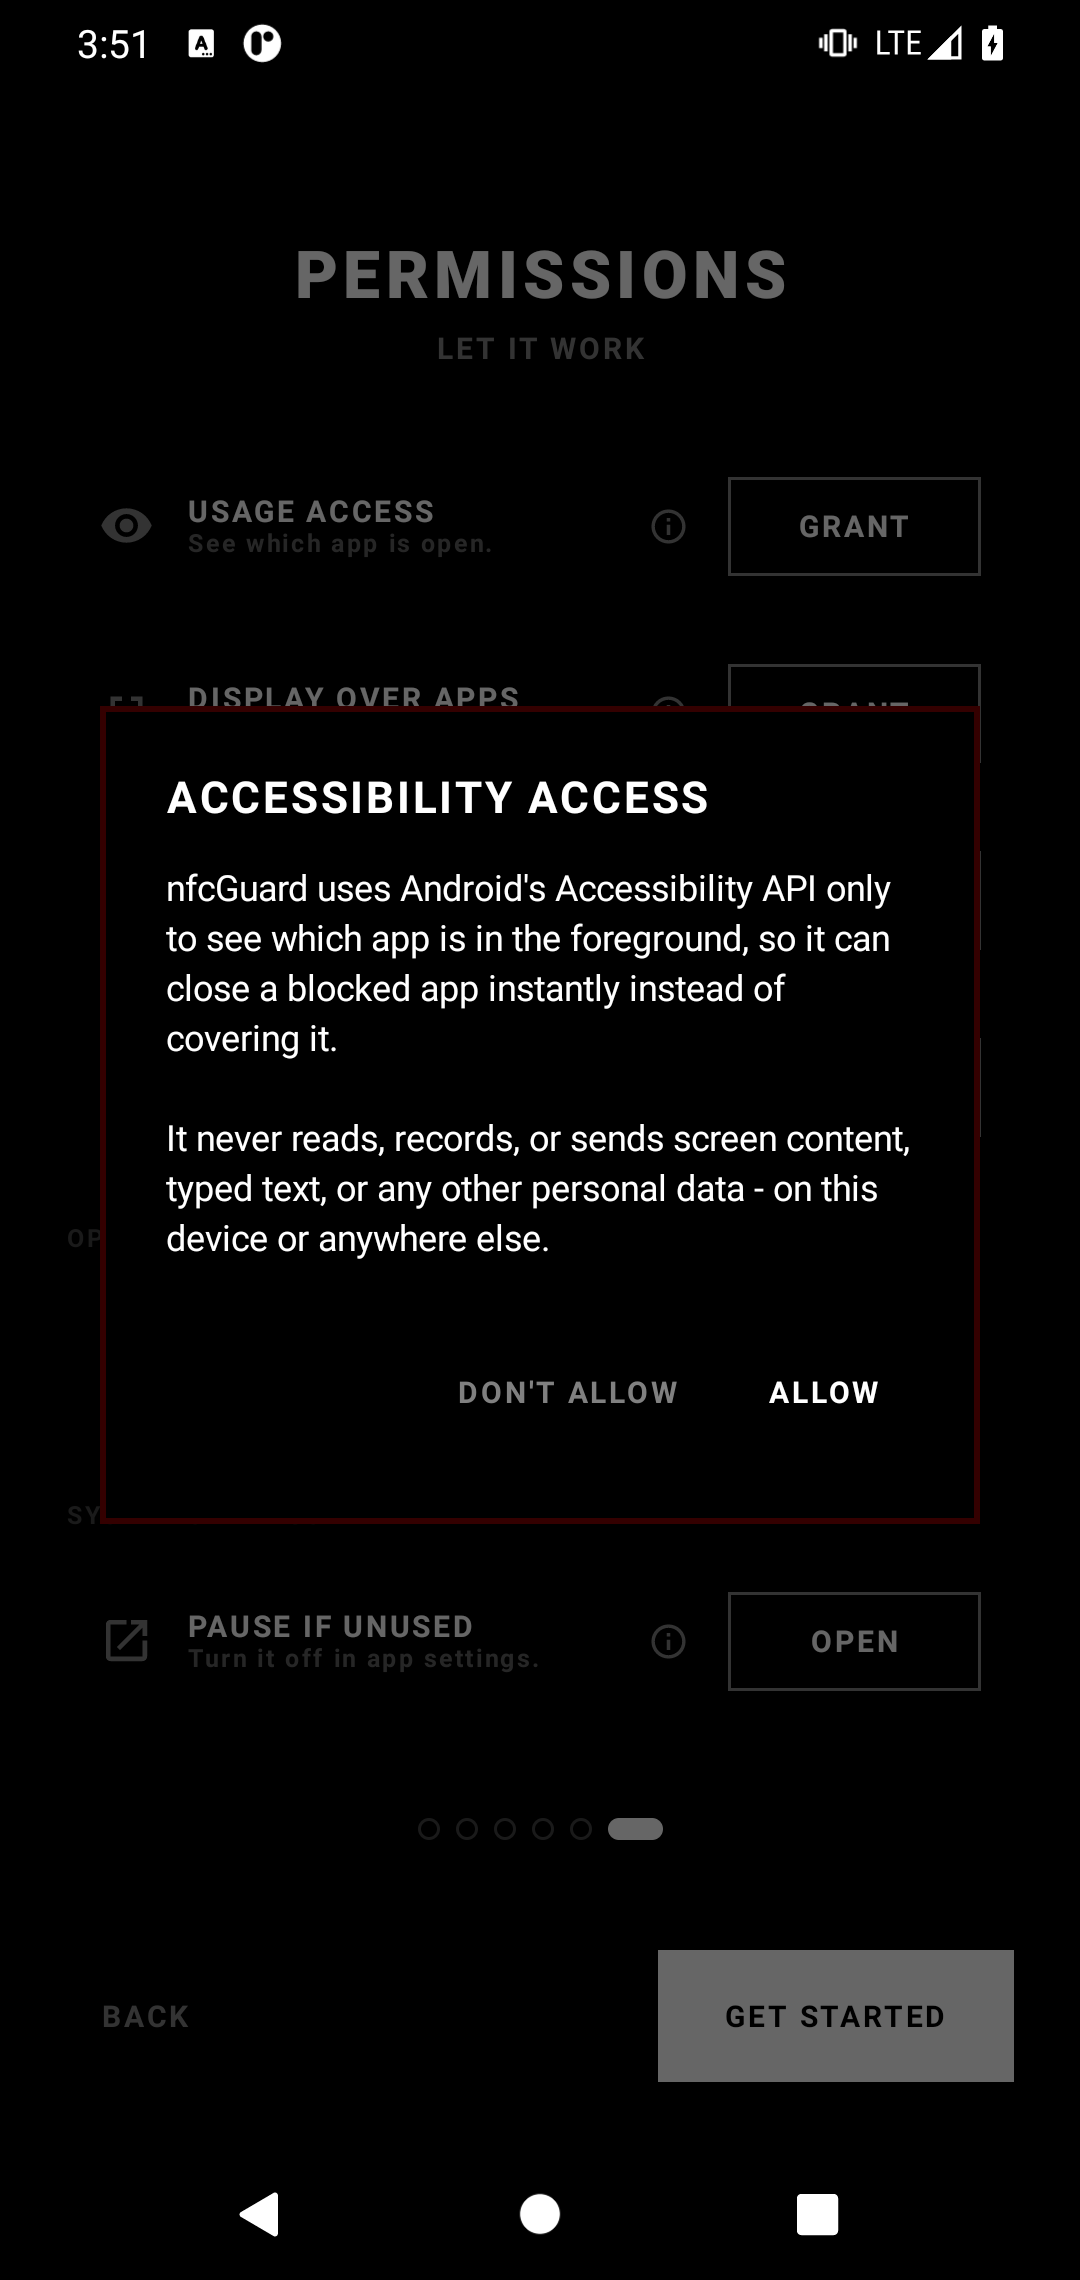 3:51
LTE
PERMISSIONS
LET IT WORK
USAGE ACCESS
See which app is open.
GRANT
DISPLAY OVER APPS
GRANT
ACCESSIBILITY ACCESS
nfcGuard uses Android's Accessibility API only
to see which app is in the foreground, so it can
close a blocked app instantly instead of
covering it.
It never reads, records, or sends screen content,
typed text, or any other personal data - on this
device or anywhere else.
OP
DON'T ALLOW
ALLOW
SY
PAUSE IF UNUSED
Turn it off in app settings.
OPEN
BACK
GET STARTED